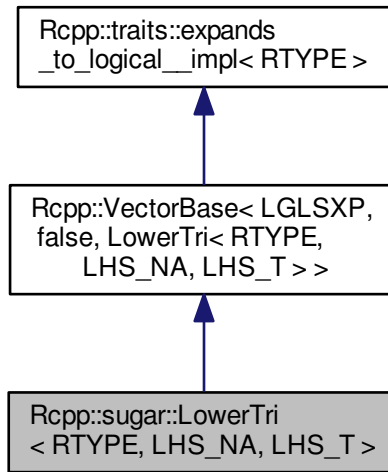 Rcpp::traits::expands
_to_logical__impl< RTYPE >
Rcpp::VectorBase< LGLSXP,
false, LowerTri< RTYPE,
LHS_NA, LHS_T > >
Rcpp::sugar::LowerTri
< RTYPE, LHS_NA, LHS_T >